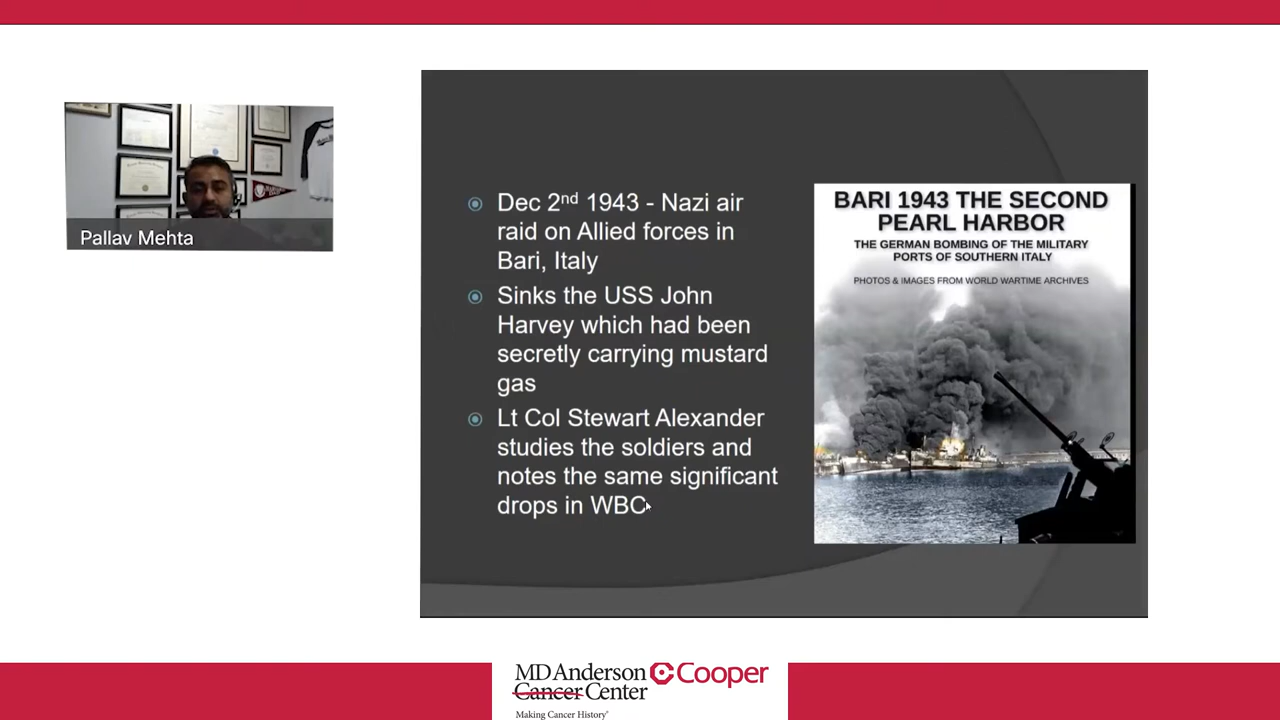 Pallav Mehta
Dec 2nd 1943 - Nazi air
raid on Allied forces in
Bari, Italy
Sinks the USS John
Harvey which had been
secretly carrying mustard
gas
Lt Col Stewart Alexander
studies the soldiers and
notes the same significant
drops in WBC
BARI 1943 THE SECOND
PEARL HARBOR
THE GERMAN BOMBING OF THE MILITARY
PORTS OF SOUTHERN ITALY
PHOTOS & IMAGES FROM WORLD WARTIME ARCHIVES
MD Anderson Cooper
Cancer Center
Making Cancer History®